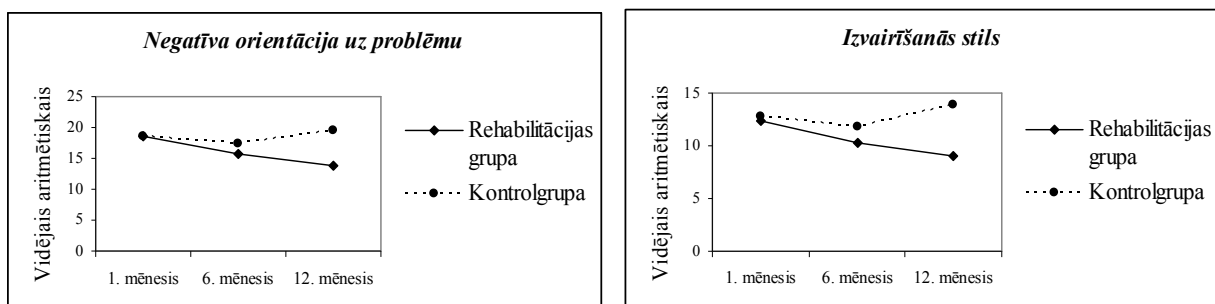 Negatīva orientācija uz problēmu
Vidējais aritmētiskais
25
20
15
10
5
0
1. mēnesis 6. mēnesis 12. mēnesis
Rehabilitācijas
grupa
Kontrolgrupa
Izvairīšanās stils
Vidējais aritmētiskais
15
10
5
0
1. mēnesis 6. mēnesis 12. mēnesis
Rehabilitācijas
grupa
Kontrolgrupa